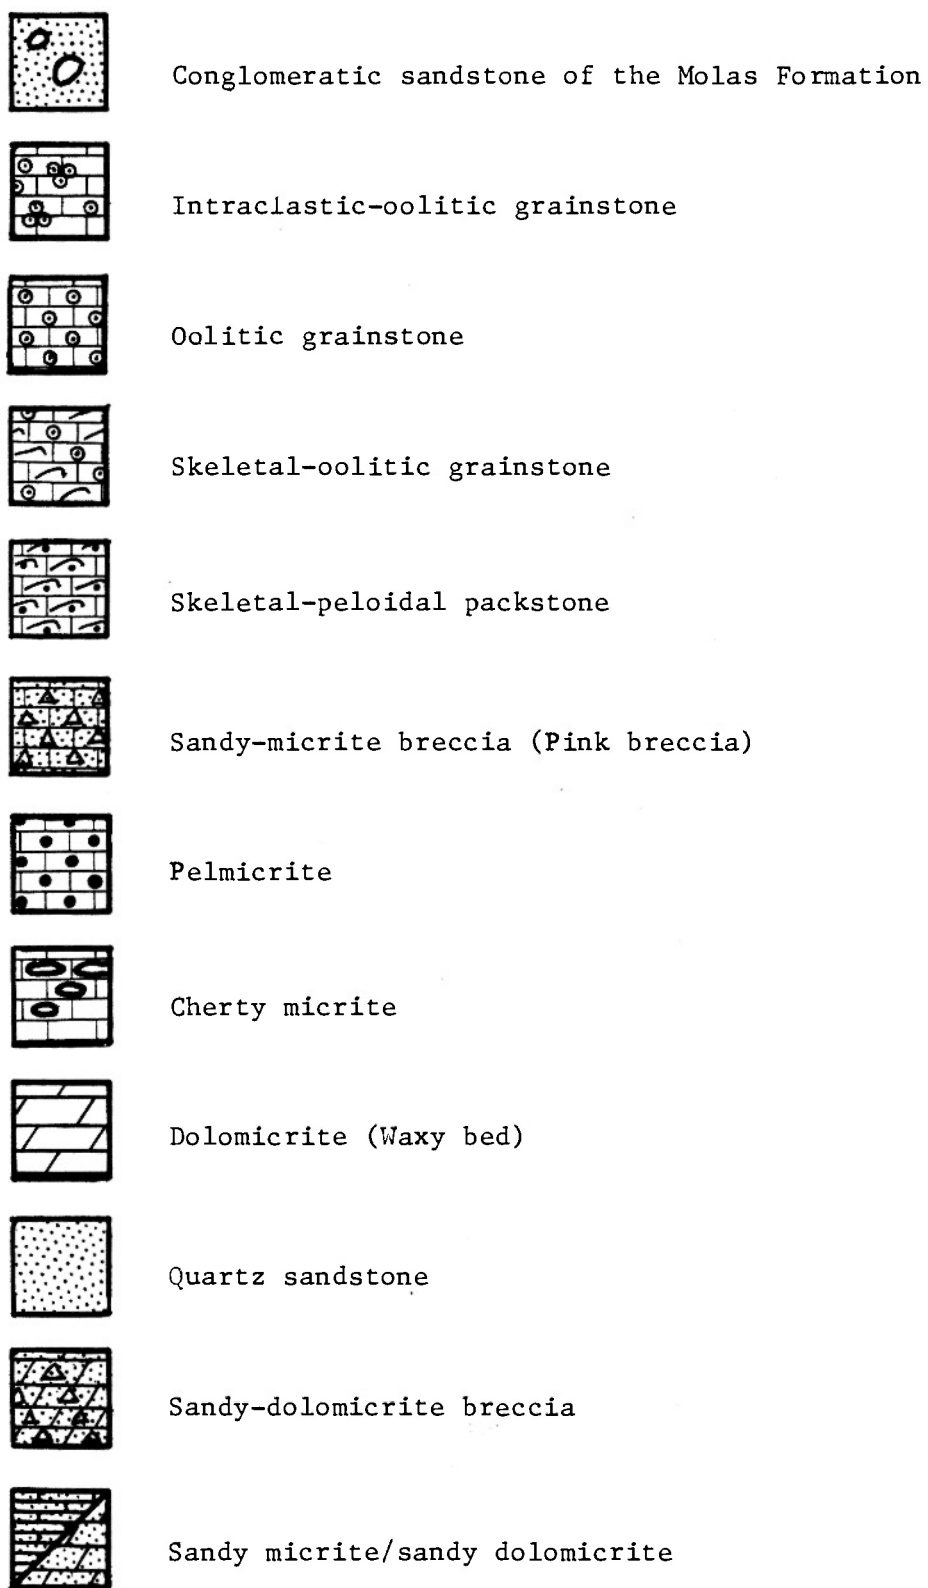 Conglomeratic sandstone of the Molas Formation
Intraclastic-oolitic grainstone
Oolitic grainstone
Skeletal-oolitic grainstone
Skeletal-peloidal packstone
Sandy-micrite breccia (Pink breccia)
Pelmicrite
Cherty micrite
Dolomicrite (Waxy bed)
Quartz sandstone
Sandy-dolomicrite breccia
Sandy micrite/sandy dolomicrite